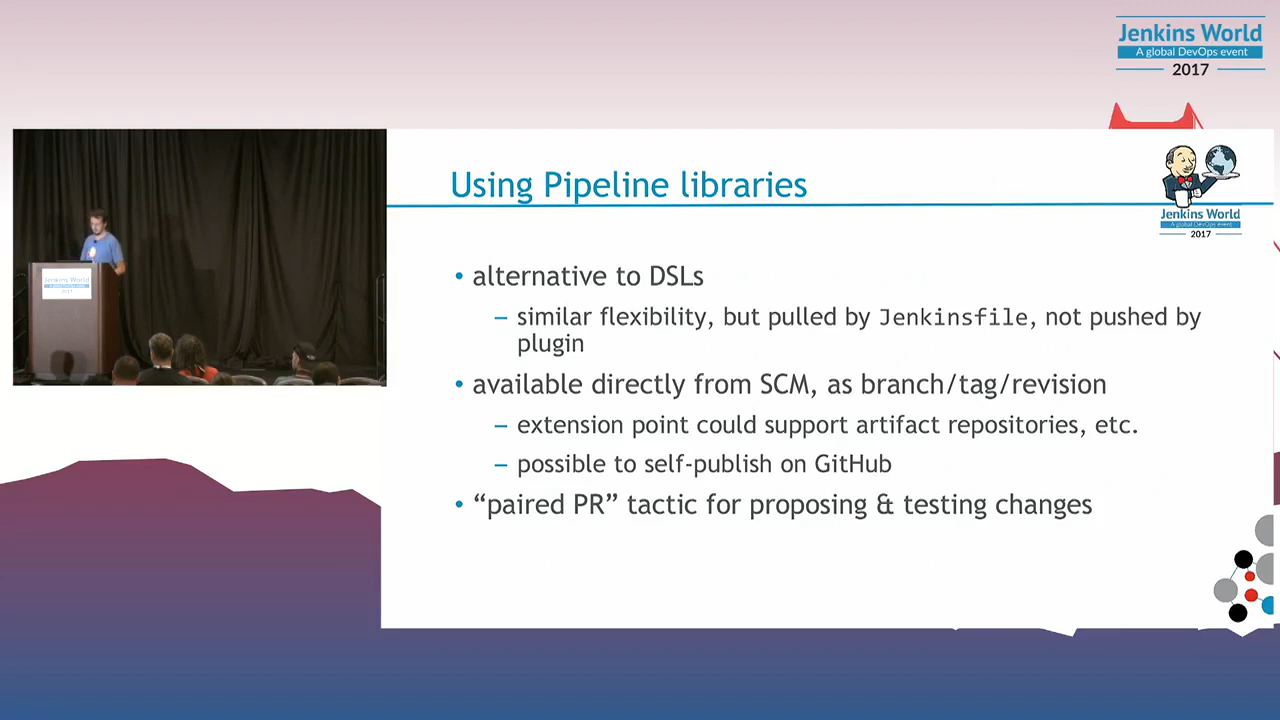 Jenkins World
A global DevOps event
2017
Using Pipeline libraries
Jenkins World
A global DevOps event
2017
• alternative to DSLs
– similar flexibility, but pulled by Jenkinsfile, not pushed by
plugin
• available directly from SCM, as branch/tag/revision
– extension point could support artifact repositories, etc.
– possible to self-publish on GitHub
• “paired PR” tactic for proposing & testing changes
Jenkins World